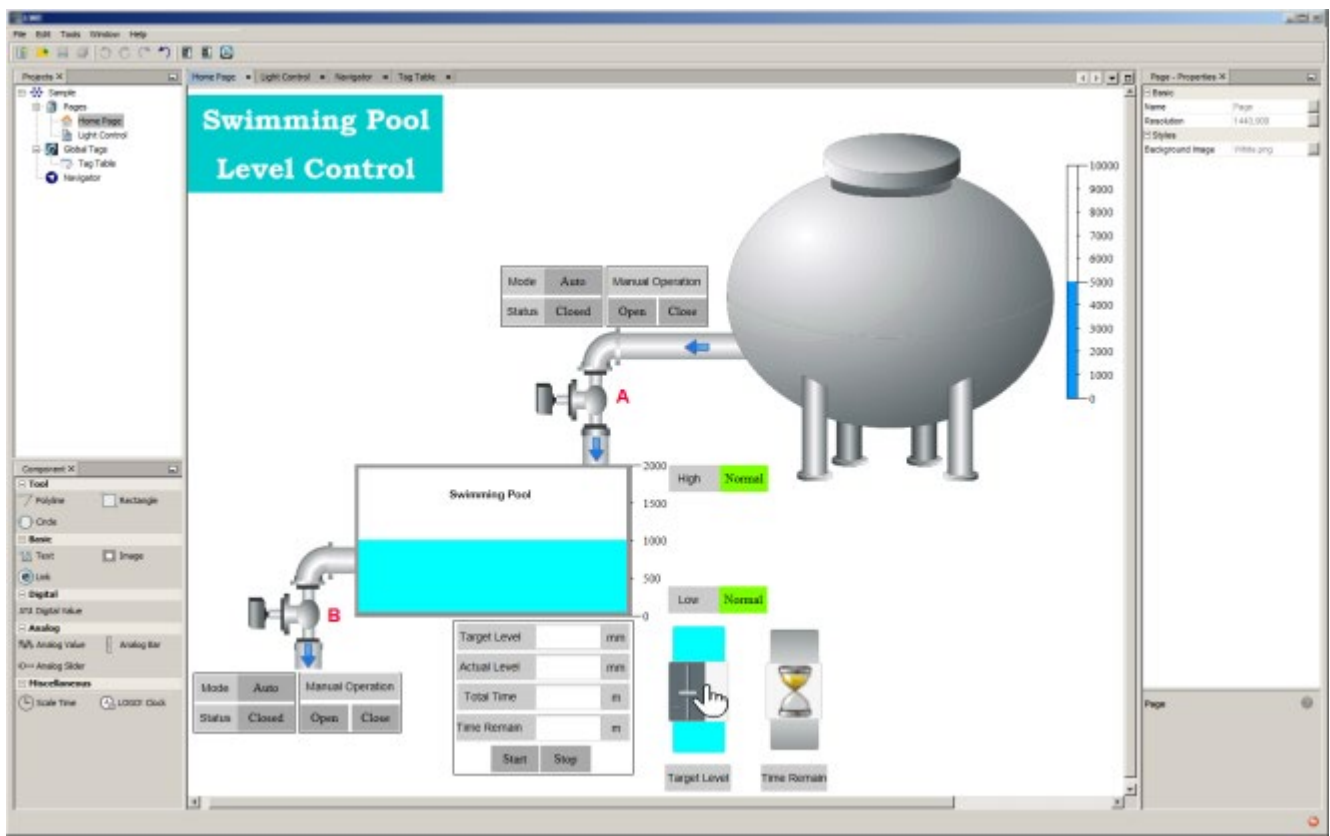 File Edit Tools Window Help
Projects X
Sample
Pages
Home Page
Light Control
Global Tags
Tag Table
Navigator
Home Page Light Control Navigator Tag Table
Swimming Pool
Level Control
Mode Auto Manual Operation
Status Closed Open Close
A
10000
9000
8000
7000
6000
5000
4000
3000
2000
1000
0
Swimming Pool
2000
1500
1000
500
0
High Normal
Low Normal
B
Mode Auto Manual Operation
Status Closed Open Close
Target Level mm
Actual Level mm
Total Time m
Time Remain m
Start Stop
Target Level Time Remain
Component X
Tool
Polyline Rectangle
Circle
Basic
Text Image
Link
Digital
Digital Value
Analog
Analog Value Analog Bar
Analog Slider
Miscellaneous
Scale Time LOGO! Clock
Page - Properties X
Basic
Name Page
Resolution 1440,900
Styles
Background Image White.png
Page